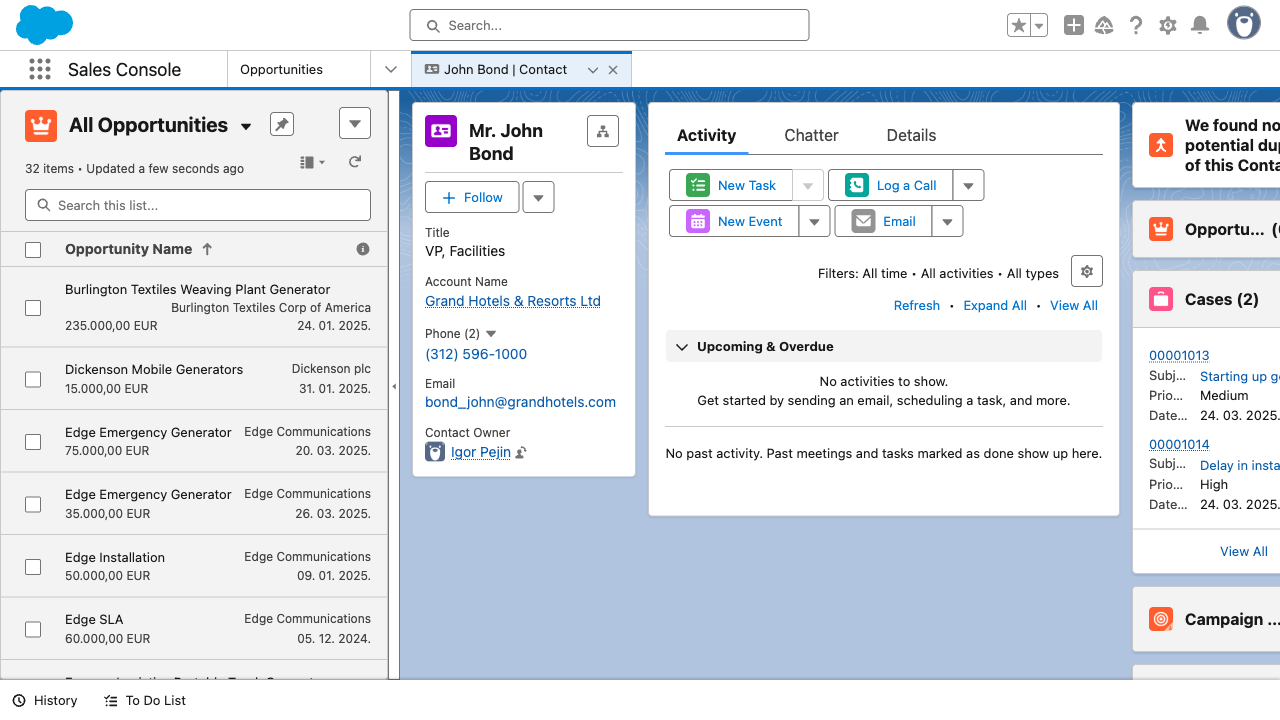 Search...
Sales Console
Opportunities
John Bond | Contact
All Opportunities
32 items • Updated a few seconds ago
Search this list...
Opportunity Name
Burlington Textiles Weaving Plant Generator
Burlington Textiles Corp of America
235.000,00 EUR 24. 01. 2025.
Dickenson Mobile Generators Dickenson plc
15.000,00 EUR 31. 01. 2025.
Edge Emergency Generator Edge Communications
75.000,00 EUR 20. 03. 2025.
Edge Emergency Generator Edge Communications
35.000,00 EUR 26. 03. 2025.
Edge Installation Edge Communications
50.000,00 EUR 09. 01. 2025.
Edge SLA Edge Communications
60.000,00 EUR 05. 12. 2024.
Mr. John
Bond
Follow
Title
VP, Facilities
Account Name
Grand Hotels & Resorts Ltd
Phone (2)
(312) 596-1000
Email
bond_john@grandhotels.com
Contact Owner
Igor Pejin
Activity Chatter Details
New Task Log a Call
New Event Email
Filters: All time • All activities • All types
Refresh • Expand All • View All
Upcoming & Overdue
No activities to show.
Get started by sending an email, scheduling a task, and more.
No past activity. Past meetings and tasks marked as done show up here.
We found no
potential dup
of this Conta
Opportu...
Cases (2)
00001013
Subj... Starting up ge
Prio... Medium
Date... 24. 03. 2025.
00001014
Subj... Delay in insta
Prio... High
Date... 24. 03. 2025.
View All
Campaign ...
History
To Do List